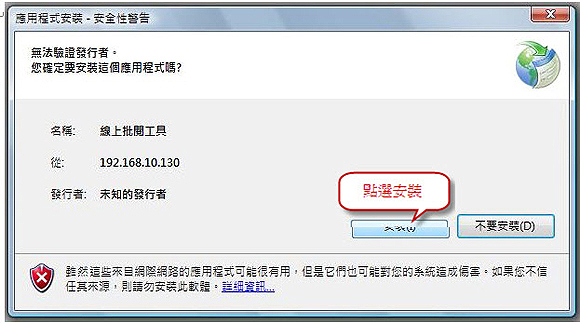 應用程式安裝 - 安全性警告
無法驗證發行者。
您確定要安裝這個應用程式嗎?
名稱: 線上批閱工具
從: 192.168.10.130
發行者: 未知的發行者
點選安裝
不要安裝(D)
雖然這些來自網際網路的應用程式可能很有用，但是它們也可能對您的系統造成傷害。如果您不信
任其來源，則請勿安裝此軟體。詳細資訊...